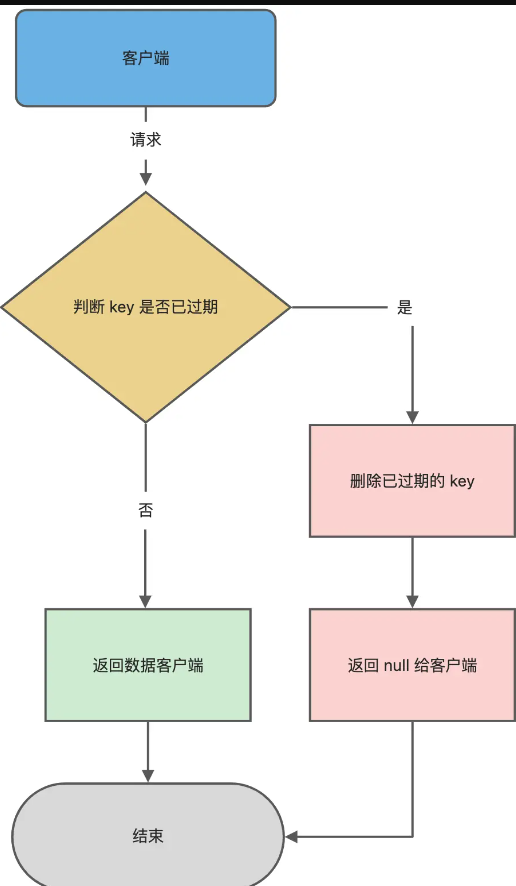 客户端
请求
判断 key 是否已过期
是
删除已过期的 key
否
返回数据客户端
返回 null 给客户端
结束